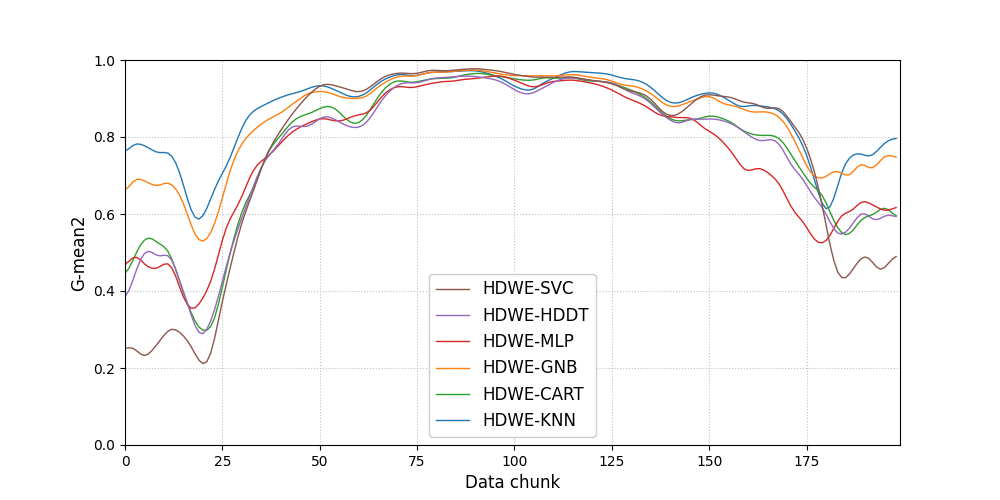 1.0
0.8
0.6
0.4
0.2
0.0
G-mean2
HDWE-SVC
HDWE-HDDT
HDWE-MLP
HDWE-GNB
HDWE-CART
HDWE-KNN
0 25 50 75 100 125 150 175
Data chunk